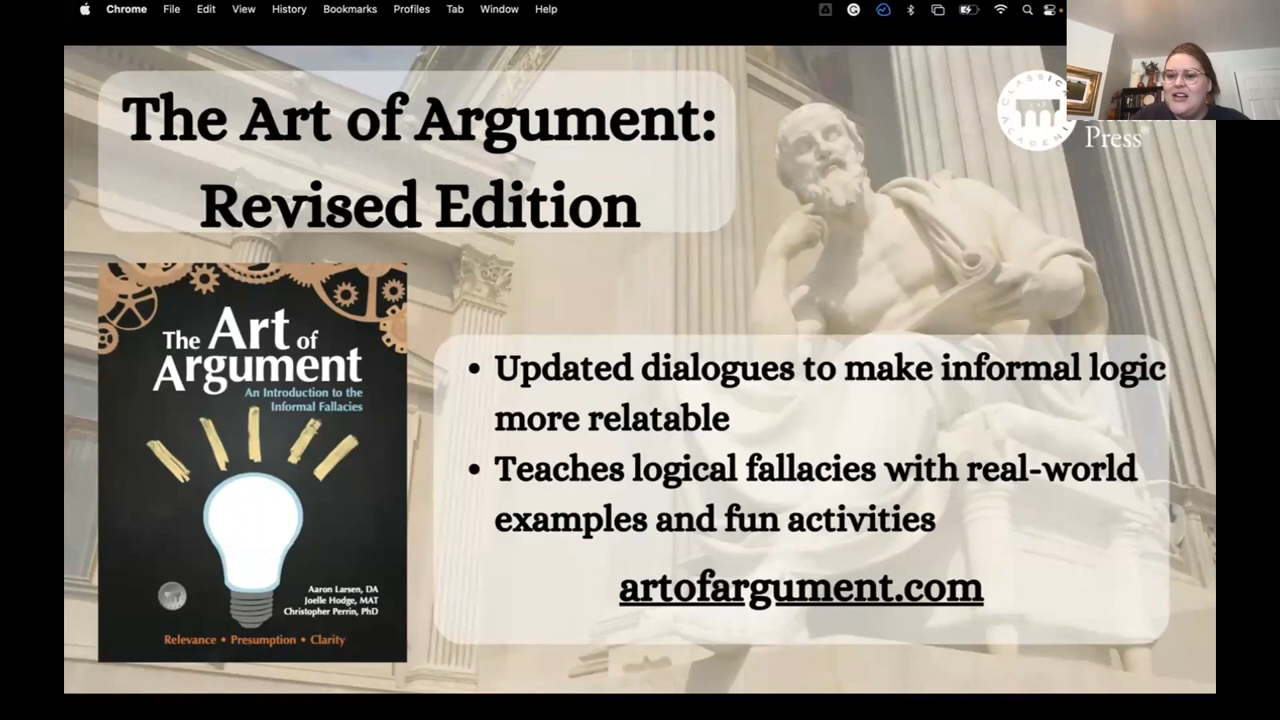 Chrome File Edit View History Bookmarks Profiles Tab Window Help
The Art of Argument:
Revised Edition
CLASSICAL ACADEMIC
Press
The Art of
Argument
An Introduction to the
Informal Fallacies
Aaron Larsen, DA
Joelle Hodge, MAT
Christopher Perrin, PhD
Relevance • Presumption • Clarity
• Updated dialogues to make informal logic
more relatable
• Teaches logical fallacies with real-world
examples and fun activities
artofargument.com